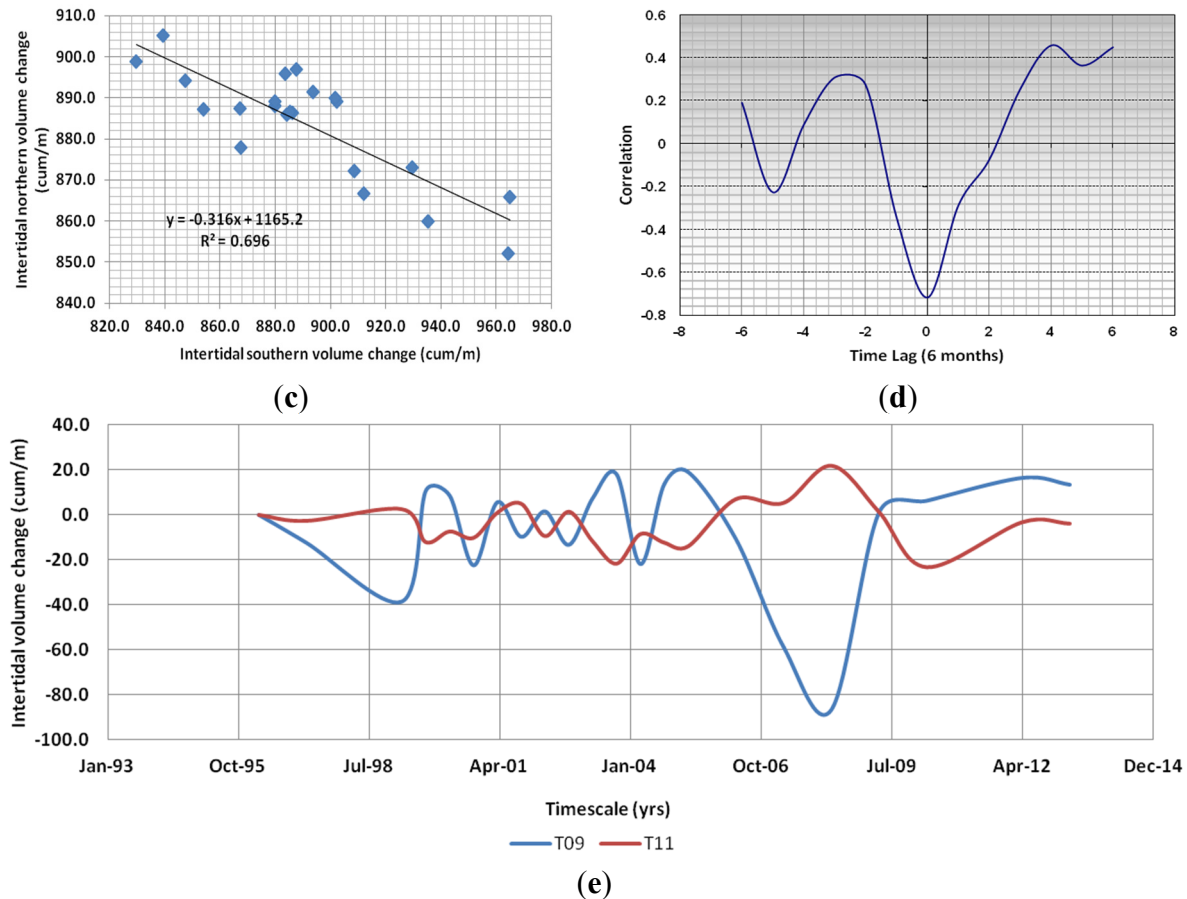 910.0
900.0
890.0
880.0
870.0
860.0
850.0
840.0
Intertidal northern volume change
(cum/m)
y = -0.316x + 1165.2
R² = 0.696
820.0 840.0 860.0 880.0 900.0 920.0 940.0 960.0 980.0
Intertidal southern volume change (cum/m)
(c)
0.6
0.4
0.2
0
-0.2
-0.4
-0.6
-0.8
Correlation
-8 -6 -4 -2 0 2 4 6 8
Time Lag (6 months)
(d)
40.0
20.0
0.0
-20.0
-40.0
-60.0
-80.0
-100.0
Intertidal volume change (cum/m)
Jan-93 Oct-95 Jul-98 Apr-01 Jan-04 Oct-06 Jul-09 Apr-12 Dec-14
Timescale (yrs)
T09 T11
(e)